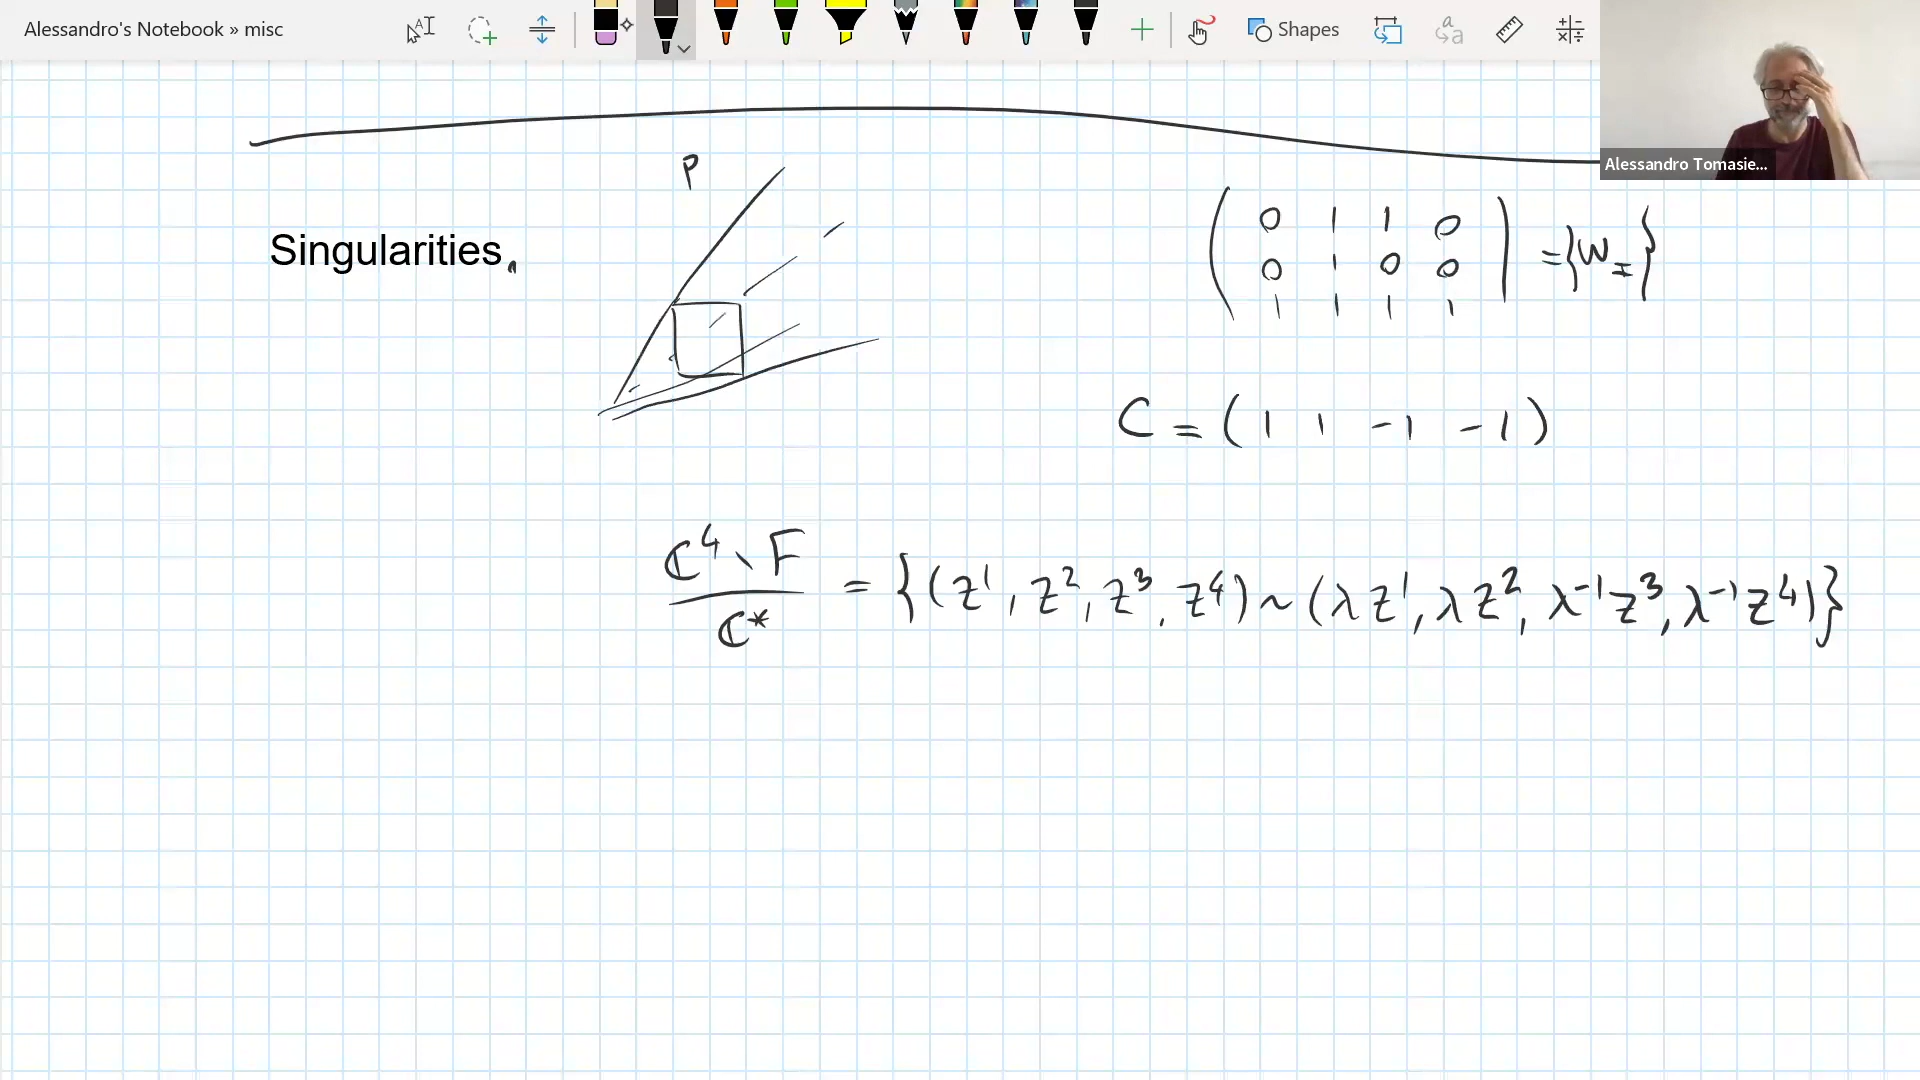 Alessandro's Notebook » misc
Shapes
Alessandro Tomasie...
P
Singularities.
( 0 1 1 0
0 1 0 0
1 1 1 1 ) = {W_I}
C = ( 1 1 -1 -1 )
ℂ⁴ \ F / ℂ* = {(z¹, z², z³, z⁴) ~ (λz¹, λz², λ⁻¹z³, λ⁻¹z⁴)}